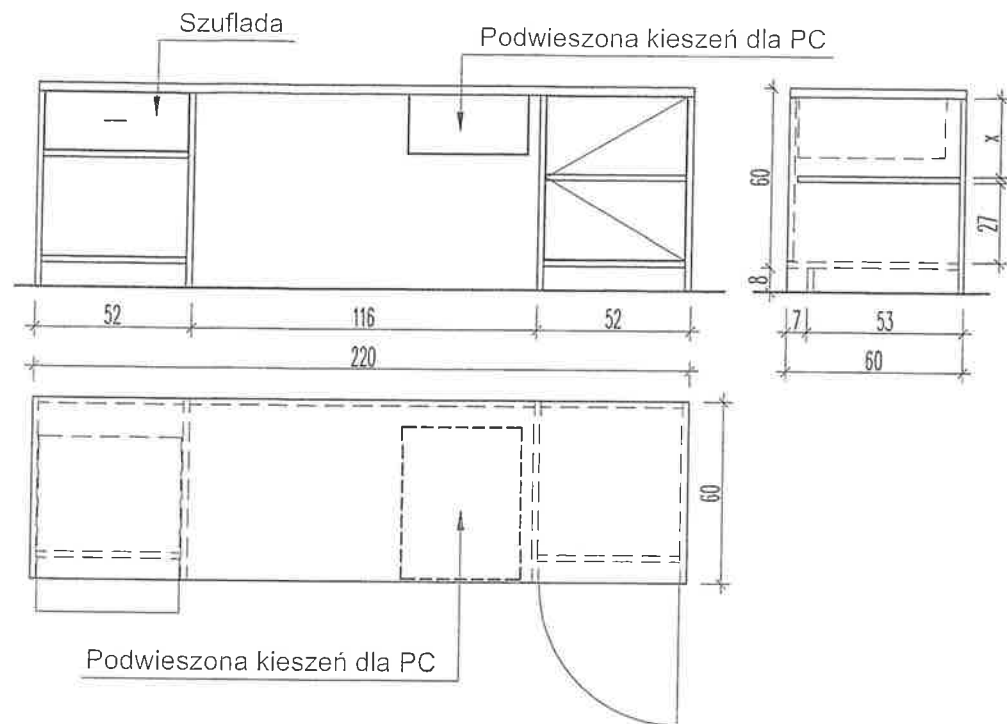 Szuflada
Podwieszona kieszeń dla PC
60
x
27
8
52
116
52
7
53
220
60
60
Podwieszona kieszeń dla PC